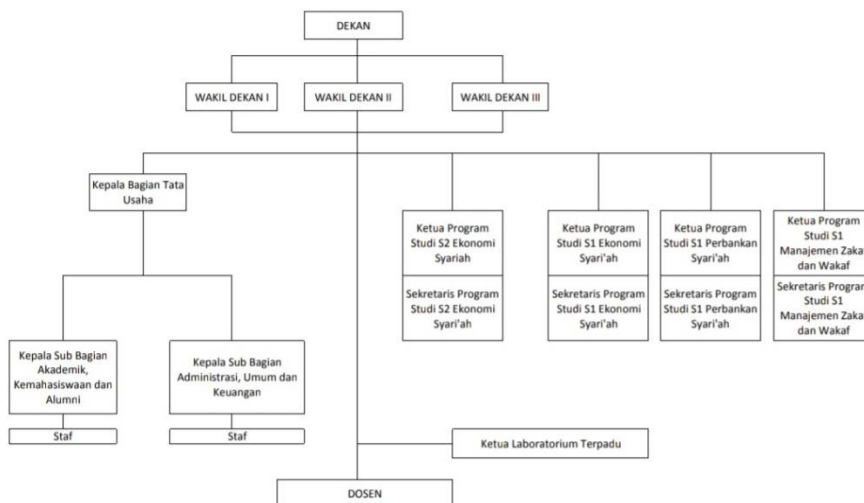 DEKAN
WAKIL DEKAN I
WAKIL DEKAN II
WAKIL DEKAN III
Kepala Bagian Tata
Usaha
Ketua Program
Studi S2 Ekonomi
Syariah
Sekretaris Program
Studi S2 Ekonomi
Syari'ah
Ketua Program
Studi S1 Ekonomi
Syari'ah
Sekretaris Program
Studi S1 Ekonomi
Syari'ah
Ketua Program
Studi S1 Perbankan
Syari'ah
Sekretaris Program
Studi S1 Perbankan
Syari'ah
Ketua Program
Studi S1
Manajemen Zakat
dan Wakaf
Sekretaris Program
Studi S1
Manajemen Zakat
dan Wakaf
Kepala Sub Bagian
Akademik,
Kemahasiswaan dan
Alumni
Staf
Kepala Sub Bagian
Administrasi, Umum dan
Keuangan
Staf
Ketua Laboratorium Terpadu
DOSEN